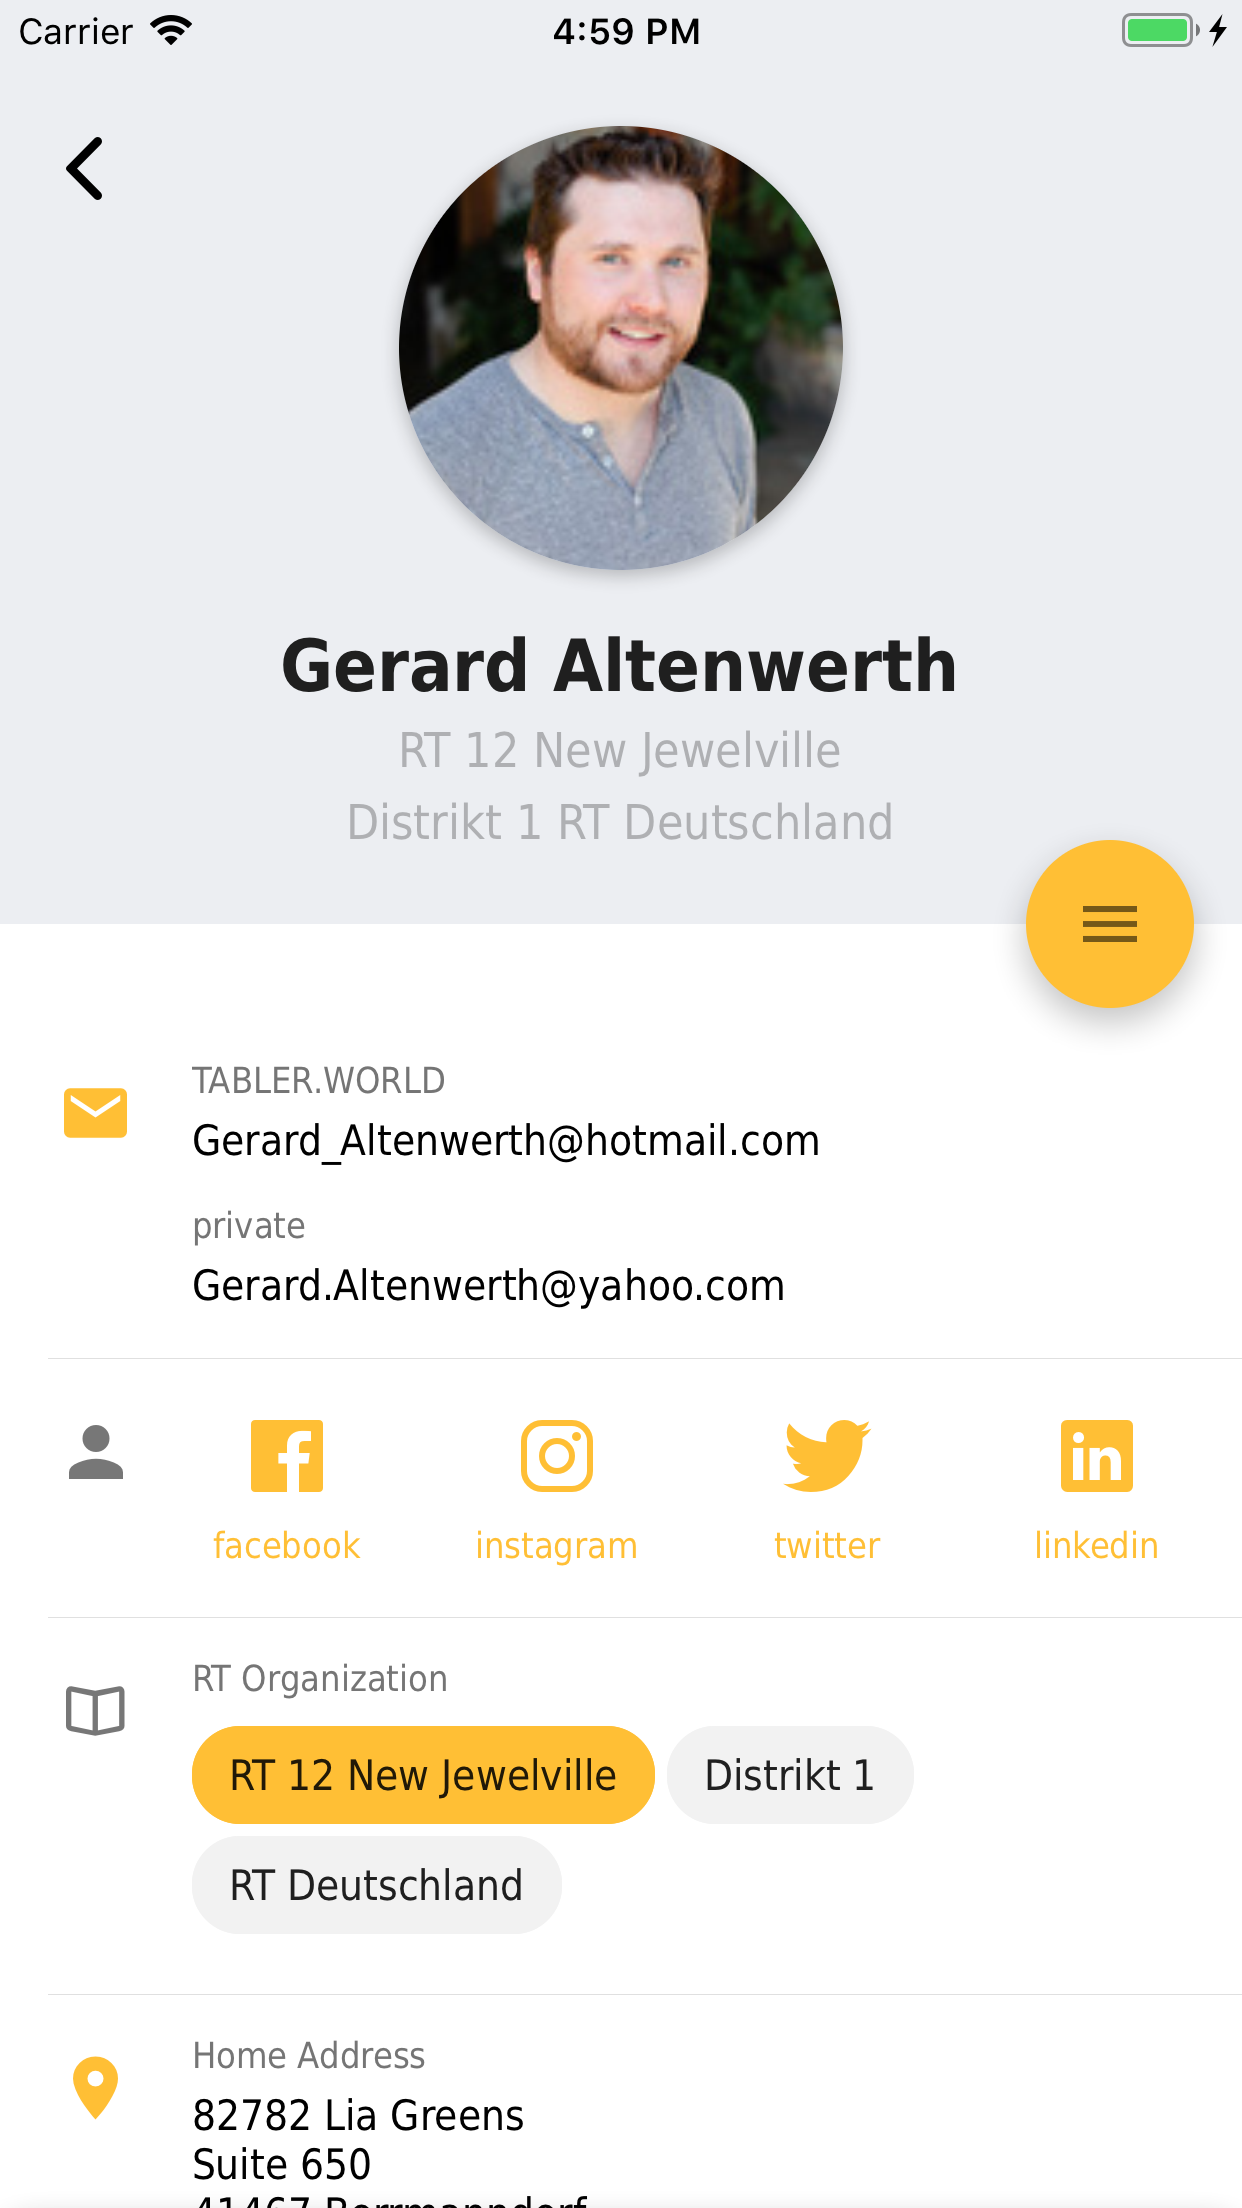 Carrier 4:59 PM
Gerard Altenwerth
RT 12 New Jewelville
Distrikt 1 RT Deutschland
TABLER.WORLD
Gerard_Altenwerth@hotmail.com
private
Gerard.Altenwerth@yahoo.com
facebook instagram twitter linkedin
RT Organization
RT 12 New Jewelville Distrikt 1
RT Deutschland
Home Address
82782 Lia Greens
Suite 650
41467 Berrmanndorf